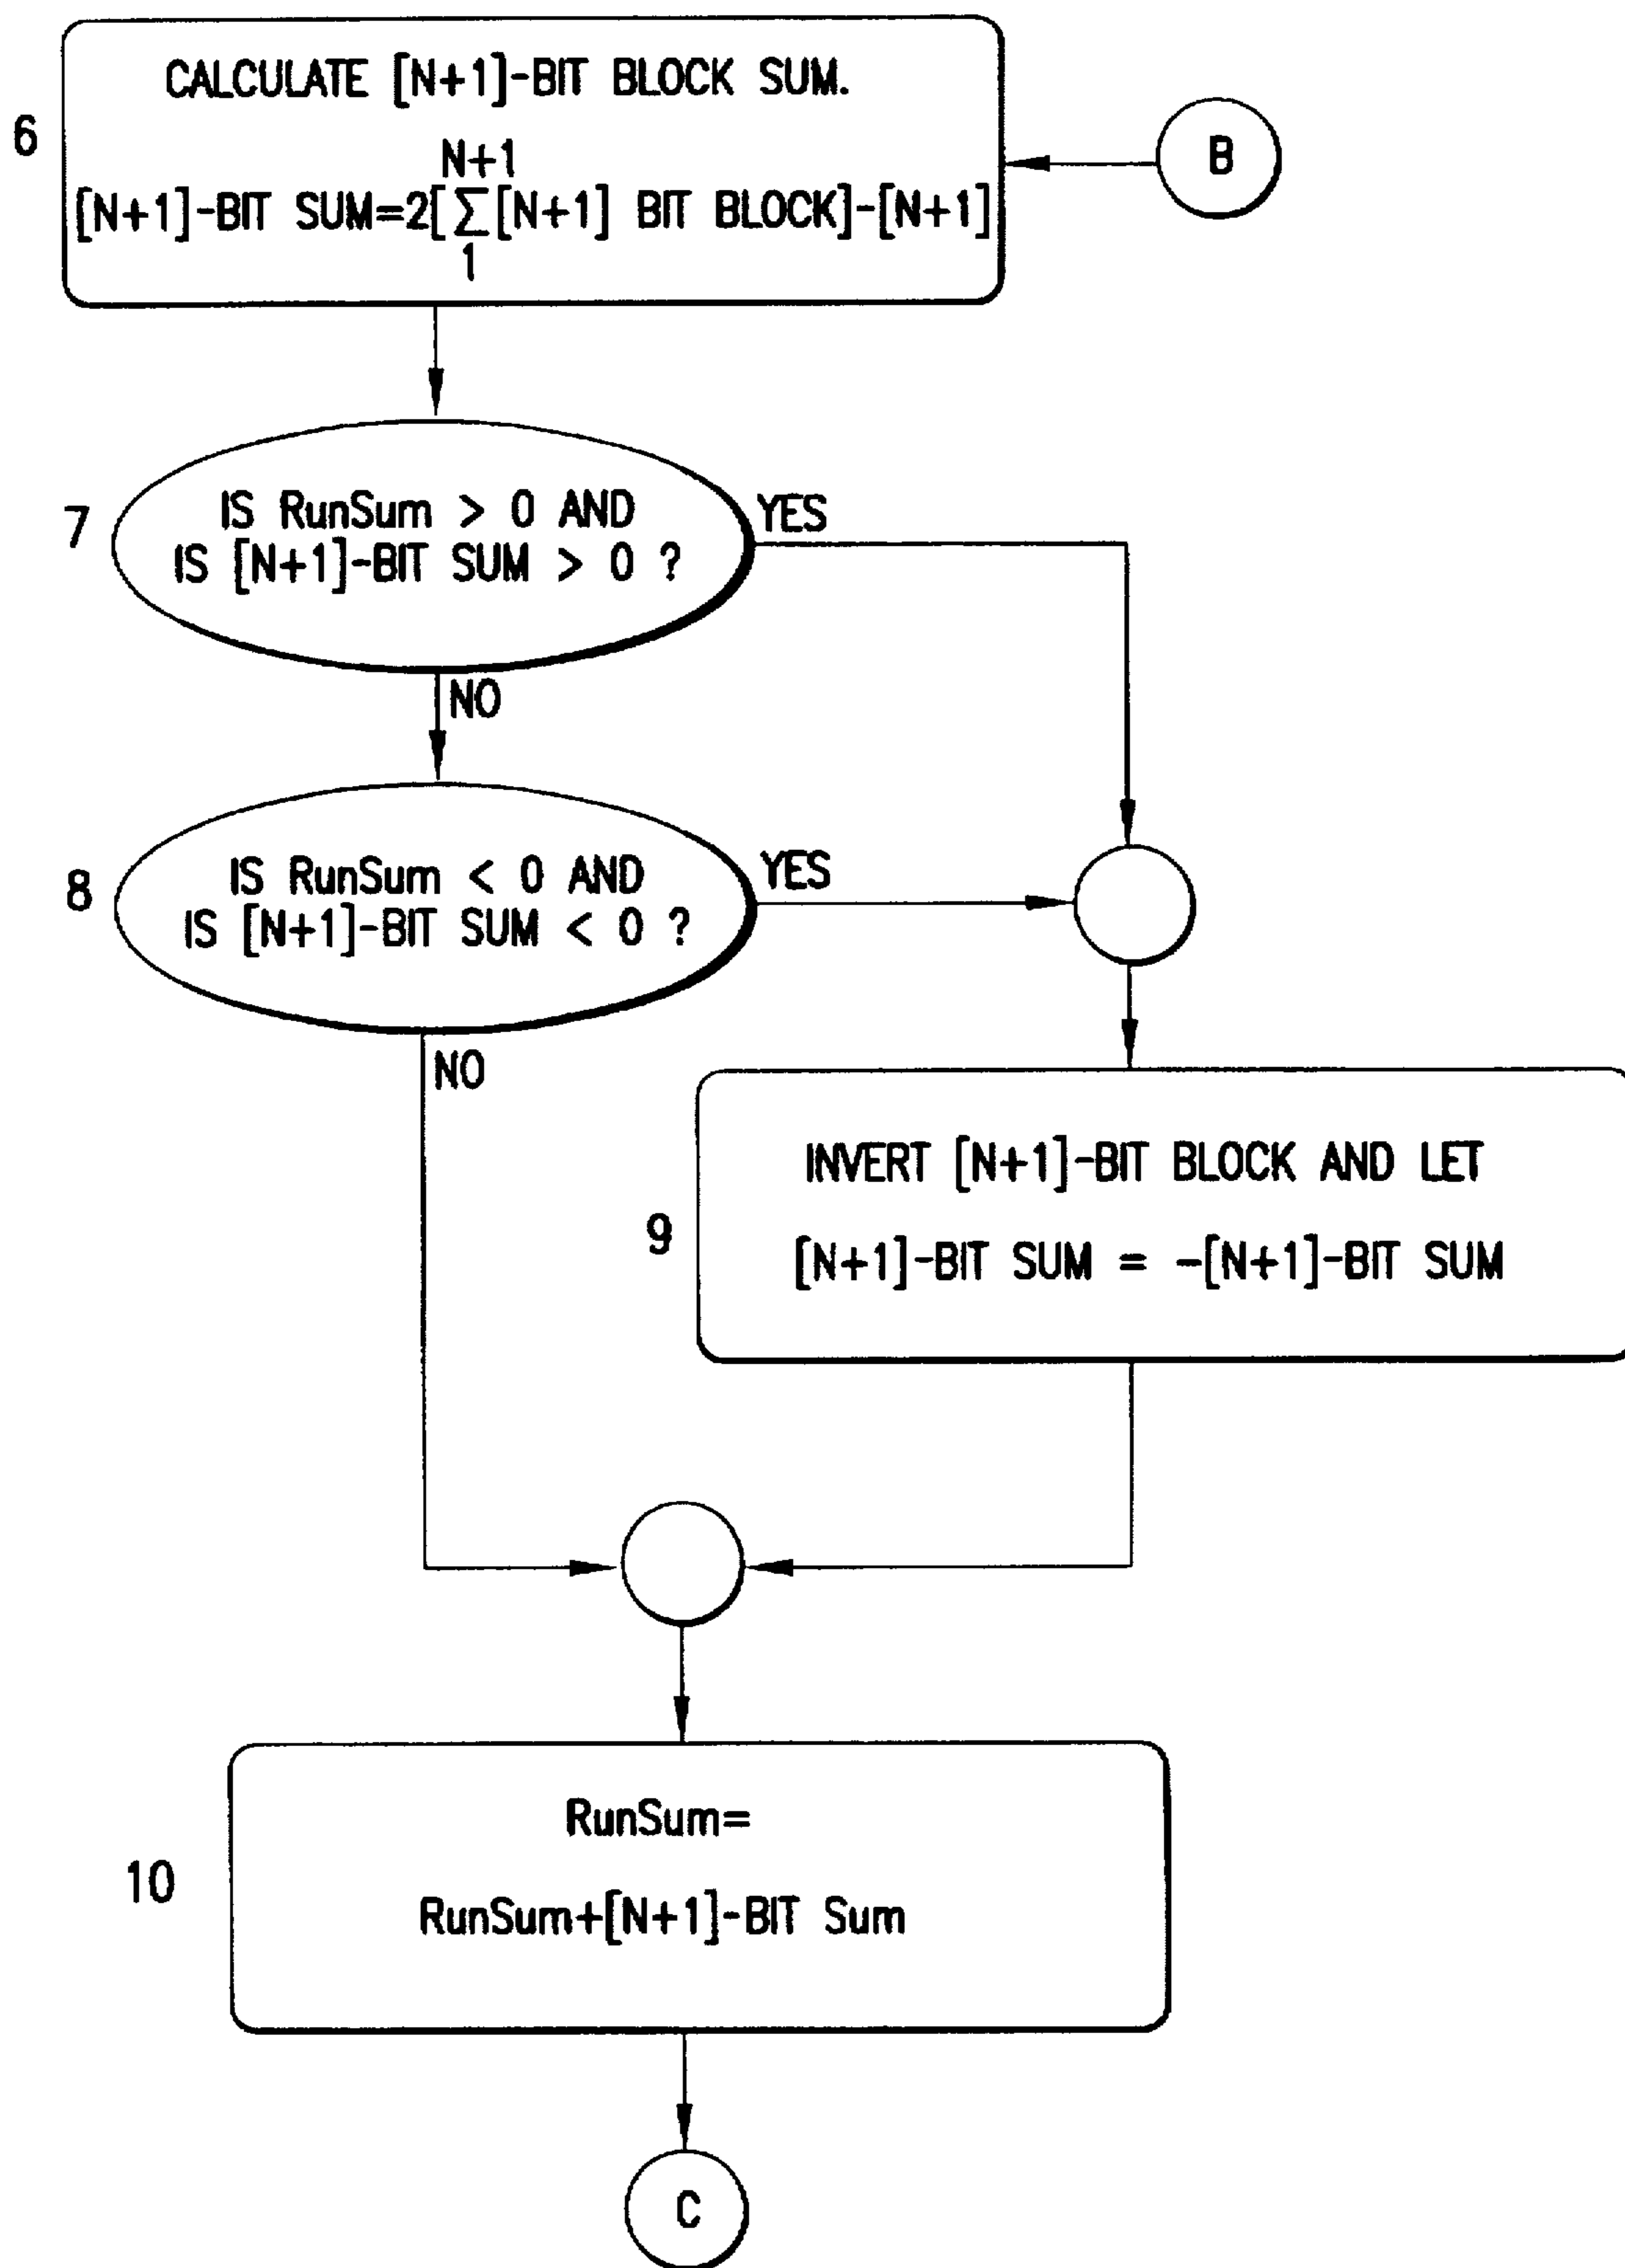 CALCULATE [N+1]-BIT BLOCK SUM.
6
N+1
[N+1]-BIT SUM=2[∑[N+1] BIT BLOCK]-[N+1]
1
B
7
IS RunSum > 0 AND
IS [N+1]-BIT SUM > 0 ?
YES
NO
8
IS RunSum < 0 AND
IS [N+1]-BIT SUM < 0 ?
YES
NO
9
INVERT [N+1]-BIT BLOCK AND LET
[N+1]-BIT SUM = -[N+1]-BIT SUM
10
RunSum=
RunSum+[N+1]-BIT Sum
C